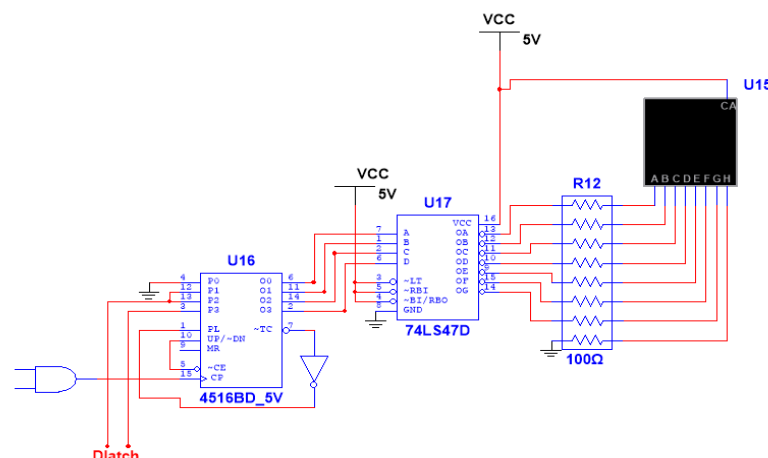 VCC
5V
U15
CA
A B C D E F G H
VCC
5V
U17
R12
VCC 16
7 A OA 13
1 B OB 12
2 C OC 11
6 D OD 10
OE 9
3 ~LT OF 15
5 ~RBI OG 14
4 ~BI/RBO
8 GND
74LS47D
100Ω
U16
4 P0 O0 6
12 P1 O1 11
13 P2 O2 14
3 P3 O3 2
1 PL ~TC 7
10 UP/~DN
9 MR
5 ~CE
15 CP
4516BD_5V
Dlatch